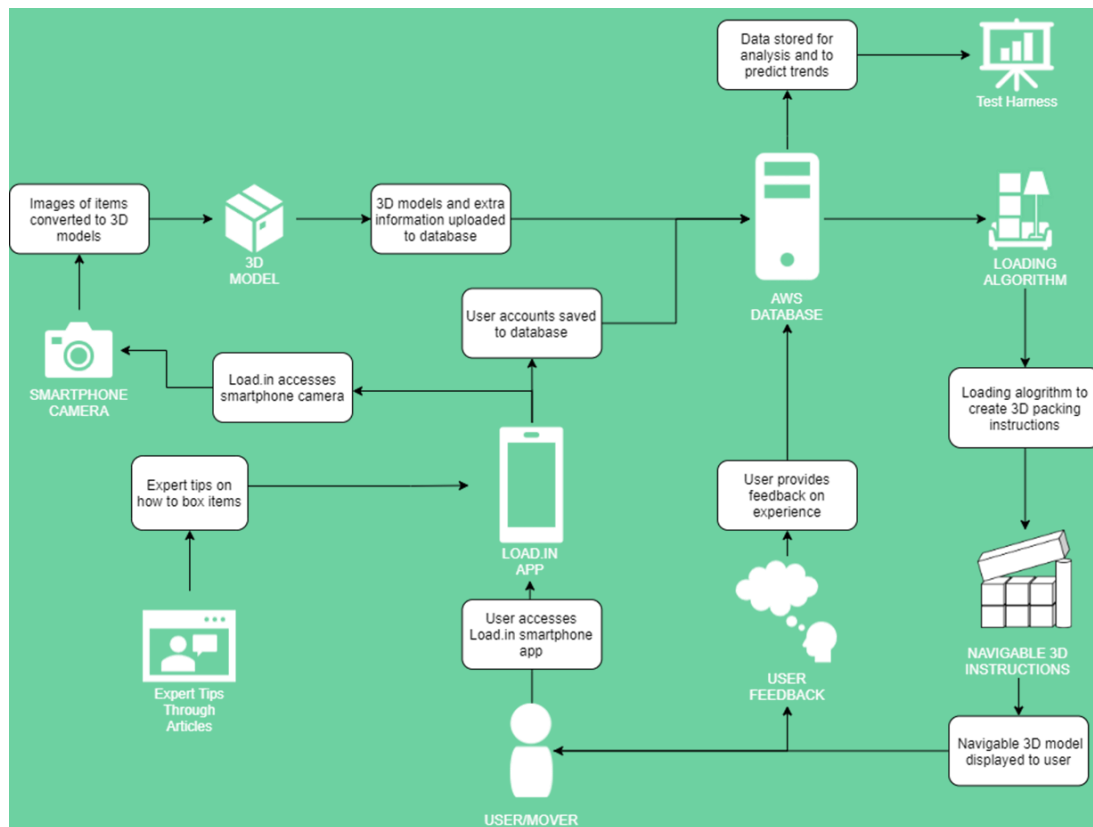 Data stored for
analysis and to
predict trends
Test Harness
Images of items
converted to 3D
models
3D
MODEL
3D models and extra
information uploaded
to database
AWS
DATABASE
LOADING
ALGORITHM
User accounts saved
to database
SMARTPHONE
CAMERA
Load.in accesses
smartphone camera
Loading alogrithm to
create 3D packing
instructions
Expert tips on
how to box items
LOAD.IN
APP
User provides
feedback on
experience
User accesses
Load.in smartphone
app
Expert Tips
Through
Articles
USER
FEEDBACK
NAVIGABLE 3D
INSTRUCTIONS
Navigable 3D model
displayed to user
USER/MOVER